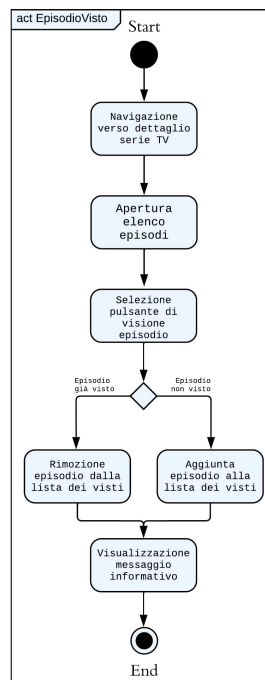 act EpisodioVisto
Start
Navigazione
verso dettaglio
serie TV
Apertura
elenco
episodi
Selezione
pulsante di
visione
episodio
Episodio
già visto
Episodio
non visto
Rimozione
episodio dalla
lista dei visti
Aggiunta
episodio alla
lista dei visti
Visualizzazione
messaggio
informativo
End